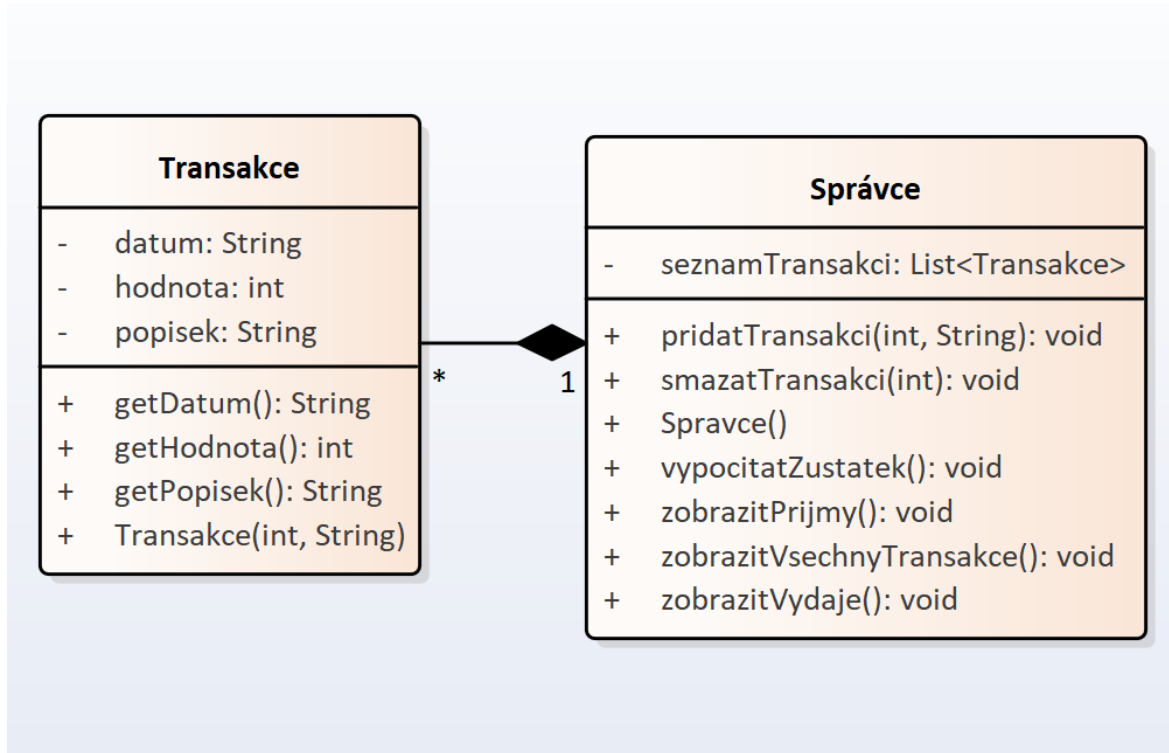 Transakce
- datum: String
- hodnota: int
- popisek: String
+ getDatum(): String
+ getHodnota(): int
+ getPopisek(): String
+ Transakce(int, String)
*
1
Správce
- seznamTransakci: List<Transakce>
+ pridatTransakci(int, String): void
+ smazatTransakci(int): void
+ Spravce()
+ vypocitatZustatek(): void
+ zobrazitPrijmy(): void
+ zobrazitVsechnyTransakce(): void
+ zobrazitVydaje(): void